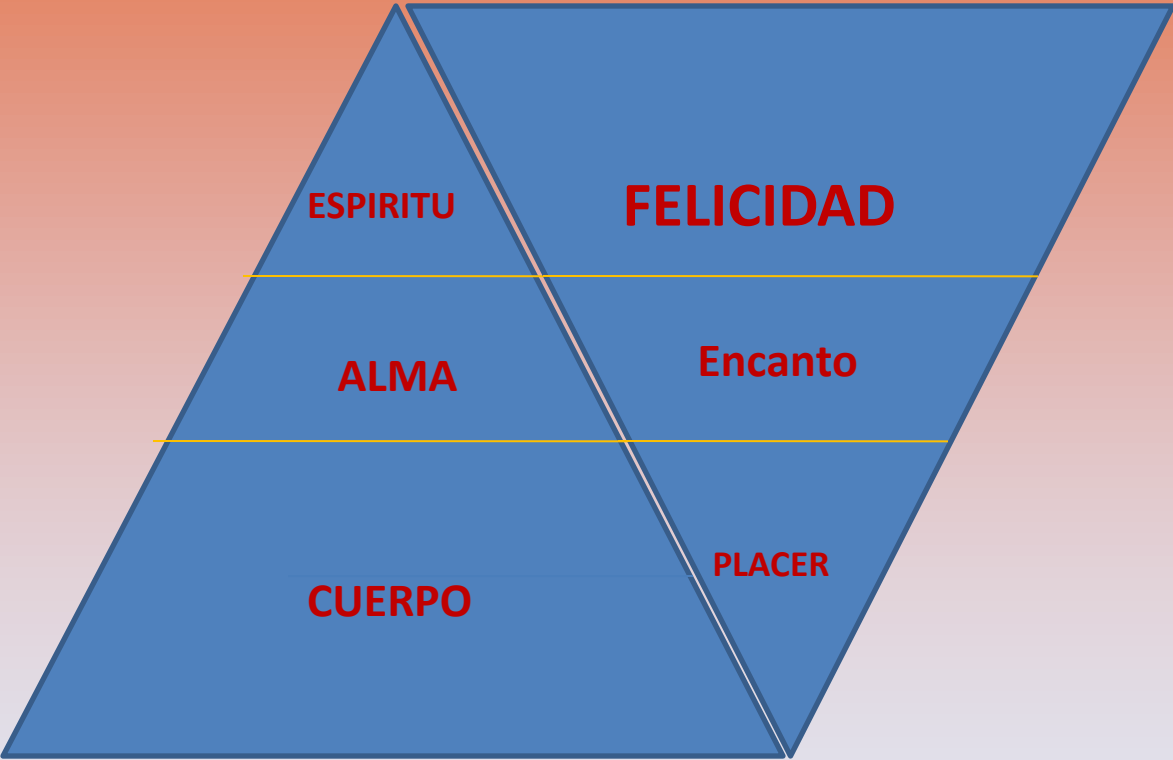 ESPIRITU
FELICIDAD
ALMA
Encanto
CUERPO
PLACER